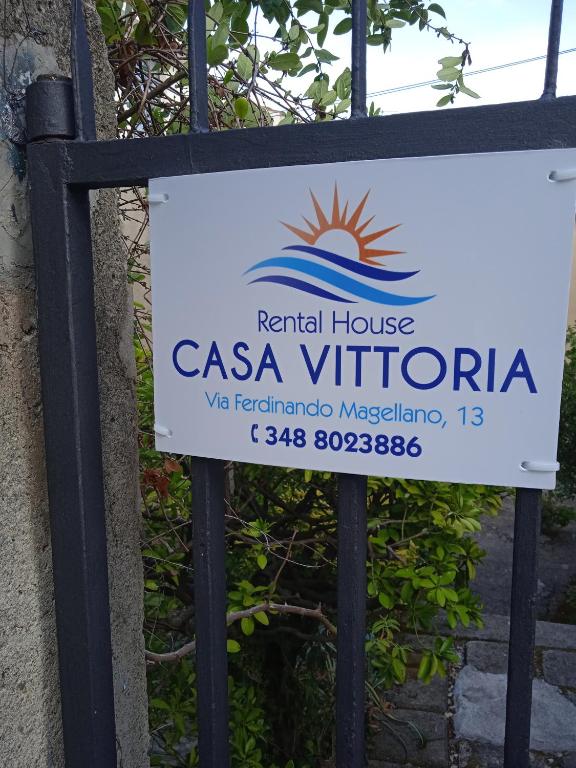 Rental House
CASA VITTORIA
Via Ferdinando Magellano, 13
348 8023886